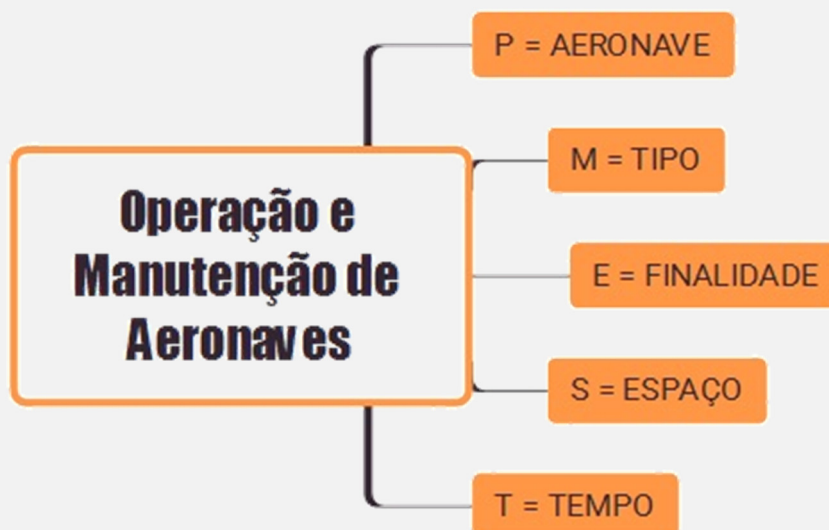 P = AERONAVE
M = TIPO
Operação e
Manutenção de
Aeronaves
E = FINALIDADE
S = ESPAÇO
T = TEMPO